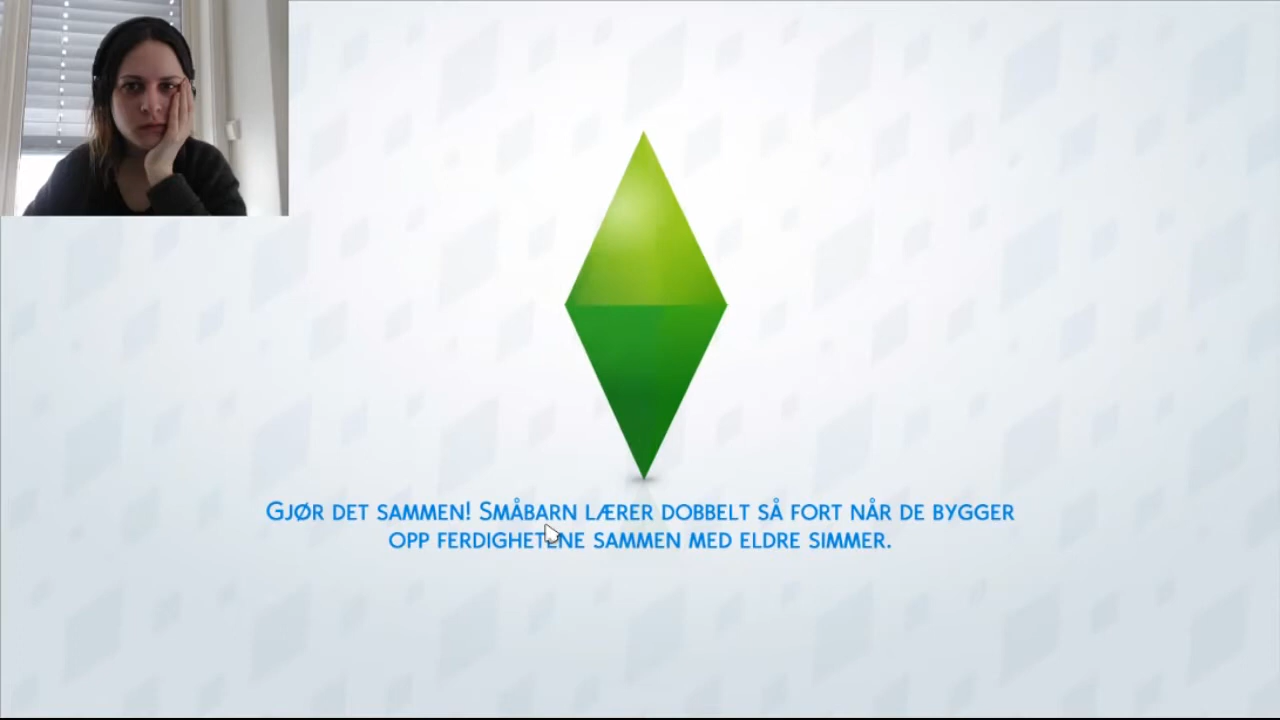 Gjør det sammen! Småbarn lærer dobbelt så fort når de bygger
opp ferdighetene sammen med eldre simmer.